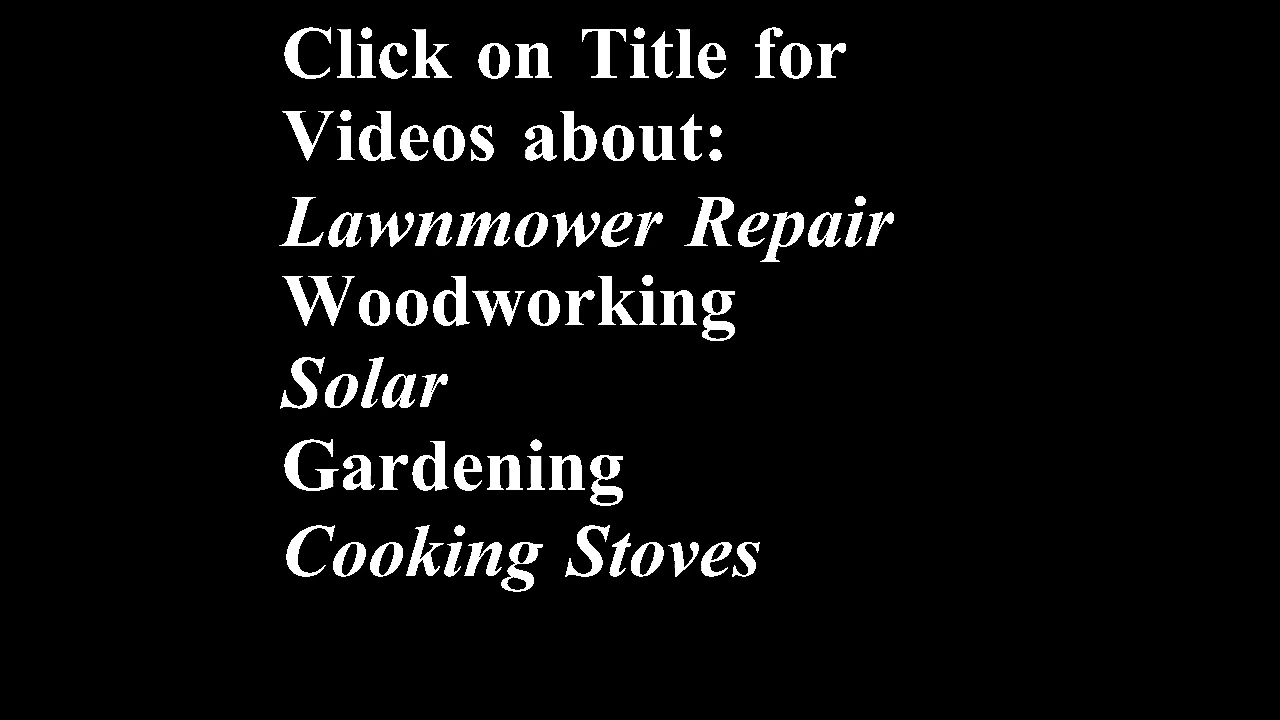 Click on Title for
Videos about:
Lawnmower Repair
Woodworking
Solar
Gardening
Cooking Stoves